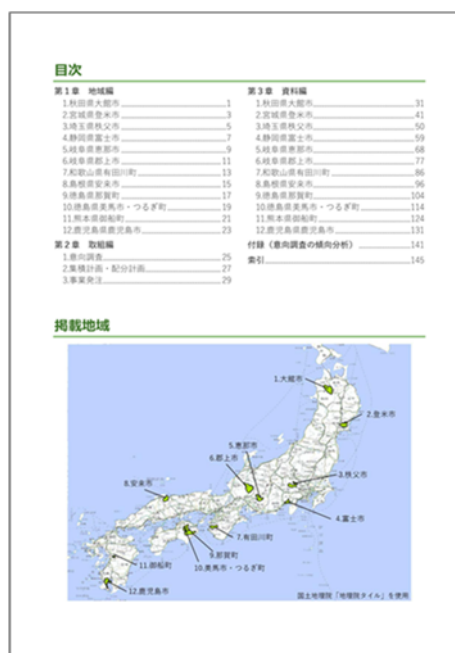 目次
第1章　地域編
1.秋田県大館市 1
2.宮城県登米市 3
3.埼玉県秩父市 5
4.静岡県富士市 7
5.岐阜県恵那市 9
6.岐阜県郡上市 11
7.和歌山県有田川町 13
8.島根県安来市 15
9.徳島県那賀町 17
10.徳島県美馬市・つるぎ町 19
11.熊本県御船町 21
12.鹿児島県鹿児島市 23
第2章　取組編
1.意向調査 25
2.集積計画・配分計画 27
3.事業発注 29
第3章　資料編
1.秋田県大館市 31
2.宮城県登米市 41
3.埼玉県秩父市 50
4.静岡県富士市 59
5.岐阜県恵那市 68
6.岐阜県郡上市 77
7.和歌山県有田川町 86
8.島根県安来市 96
9.徳島県那賀町 104
10.徳島県美馬市・つるぎ町 114
11.熊本県御船町 124
12.鹿児島県鹿児島市 131
付録（意向調査の傾向分析） 141
索引 145
掲載地域
1.大館市
2.登米市
5.恵那市
6.郡上市
3.秩父市
8.安来市
4.富士市
7.有田川町
9.那賀町
11.御船町
10.美馬市・つるぎ町
12.鹿児島市
国土地理院「地理院タイル」を使用